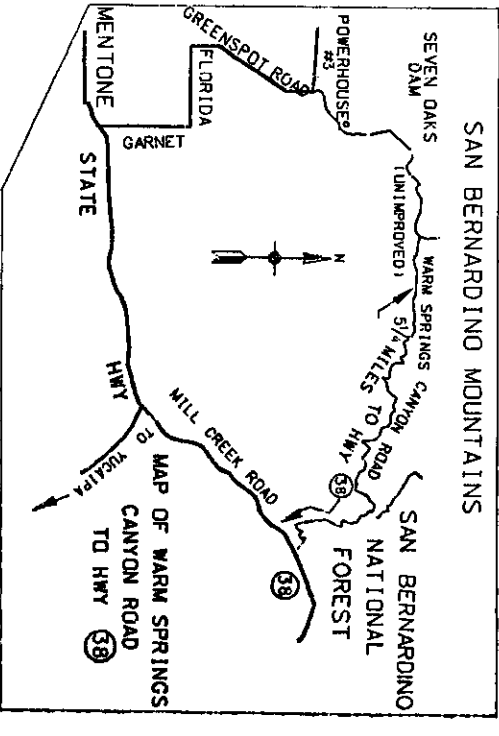 SAN BERNARDINO MOUNTAINS
SEVEN OAKS
DAM
WARM SPRINGS CANYON ROAD
(UNIMPROVED)
5 1/4 MILES TO HWY
38
POWERHOUSE
#3
GREENSPOT ROAD
FLORIDA
GARNET
MENTONE
N
SAN BERNARDINO
NATIONAL
FOREST
STATE
HWY
MILL CREEK ROAD
38
TO
YUCAIPA
MAP OF WARM SPRINGS
CANYON ROAD
TO HWY 38